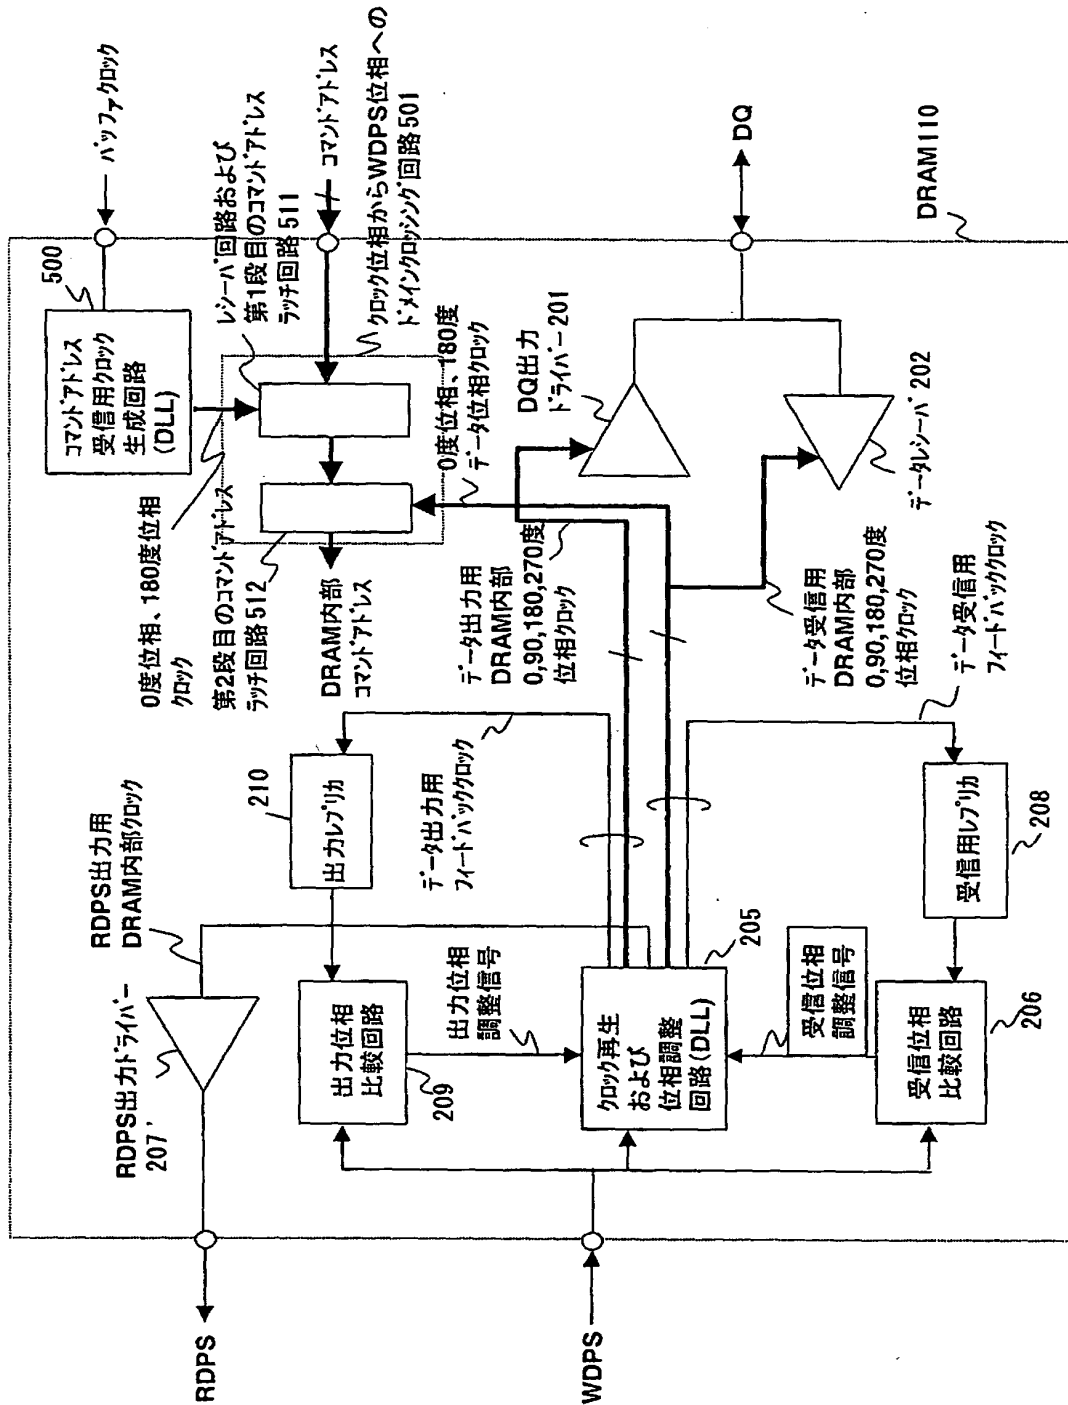 バッファクロック
500
コマンドアドレス
受信用クロック
生成回路
(DLL)
レシーバ回路および
第1段目のコマンドアドレス
ラッチ回路511
コマンドアドレス
クロック位相からWDPS位相への
ドメインクロッシング回路501
0度位相、180度位相
クロック
第2段目のコマンドアドレス
ラッチ回路512
DRAM内部
コマンドアドレス
0度位相、180度
データ位相クロック
DQ出力
ドライバー201
DQ
DRAM110
データレシーバ202
データ出力用
DRAM内部
0,90,180,270度
位相クロック
データ受信用
DRAM内部
0,90,180,270度
位相クロック
データ受信用
フィードバッククロック
RDPS出力用
DRAM内部クロック
210
出力レプリカ
データ出力用
フィードバッククロック
受信用レプリカ
208
RDPS出力ドライバー
207'
出力位相
比較回路
209
出力位相
調整信号
205
クロック再生
および
位相調整
回路(DLL)
受信位相
調整信号
受信位相
比較回路
206
RDPS
WDPS